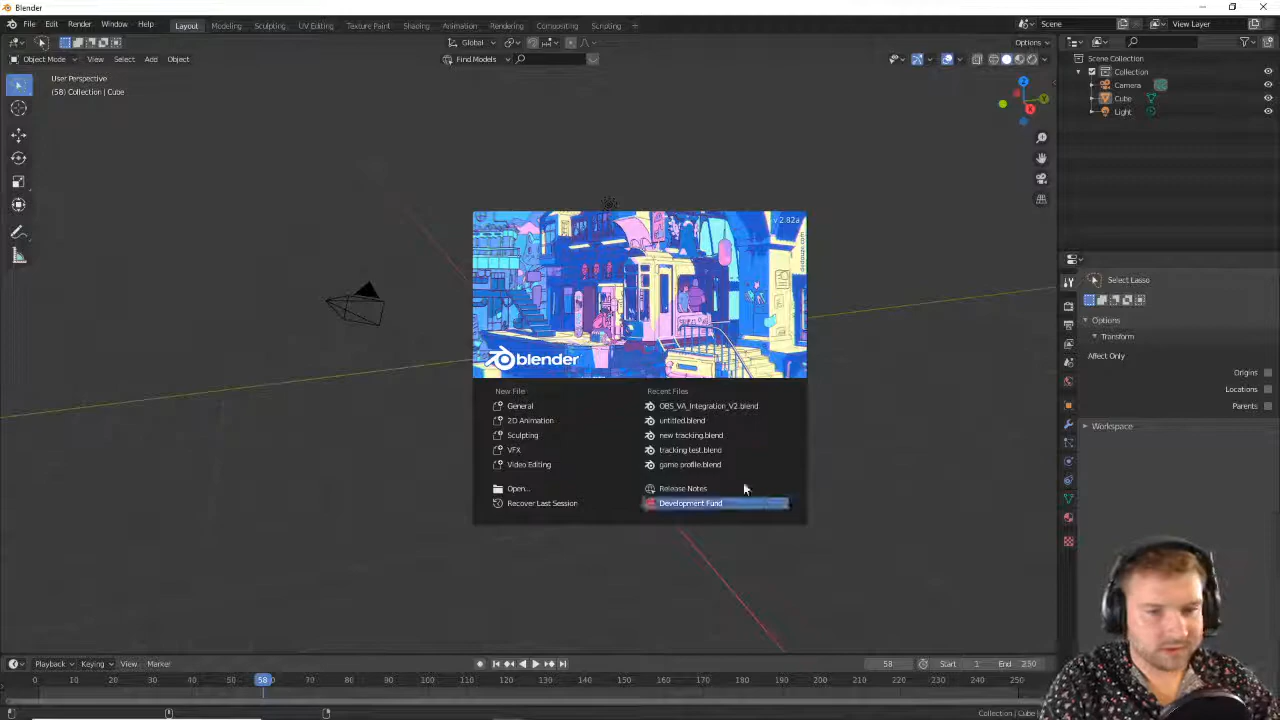 Blender
File Edit Render Window Help Layout Modeling Sculpting UV Editing Texture Paint Shading Animation Rendering Compositing Scripting + Scene View Layer
Global Options
Object Mode View Select Add Object Find Models
User Perspective
(58) Collection | Cube
Scene Collection
Collection
Camera
Cube
Light
X
Y
Z
v 2.82a
blender
New File
General
2D Animation
Sculpting
VFX
Video Editing
Open...
Recover Last Session
Recent Files
OBS_VA_Integration_V2.blend
untitled.blend
new tracking.blend
tracking test.blend
game profile.blend
Release Notes
Development Fund
Select Lasso
Options
Transform
Affect Only
Origins
Locations
Parents
Workspace
Playback Keying View Marker 58 Start 1 End 250
0 10 20 30 40 50 58 70 80 90 100 110 120 130 140 150 160 170 180 190 200 210 220 230 240 250
Collection | Cube